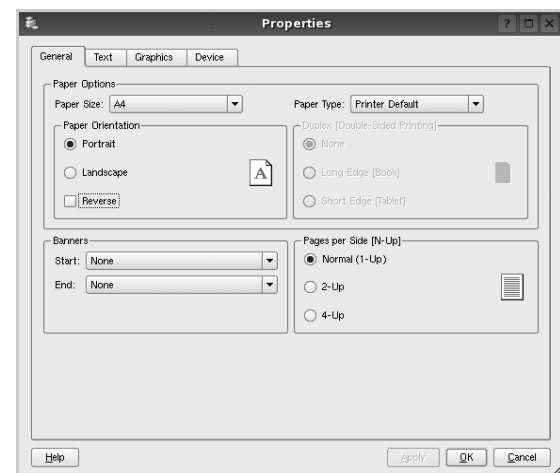 Properties
General Text Graphics Device
Paper Options
Paper Size: A4
Paper Type: Printer Default
Paper Orientation
Portrait
Landscape
Reverse
A
Duplex [Double-Sided Printing]
None
Long Edge [Book]
Short Edge [Tablet]
Banners
Start: None
End: None
Pages per Side [N-Up]
Normal (1-Up)
2-Up
4-Up
Help Apply OK Cancel